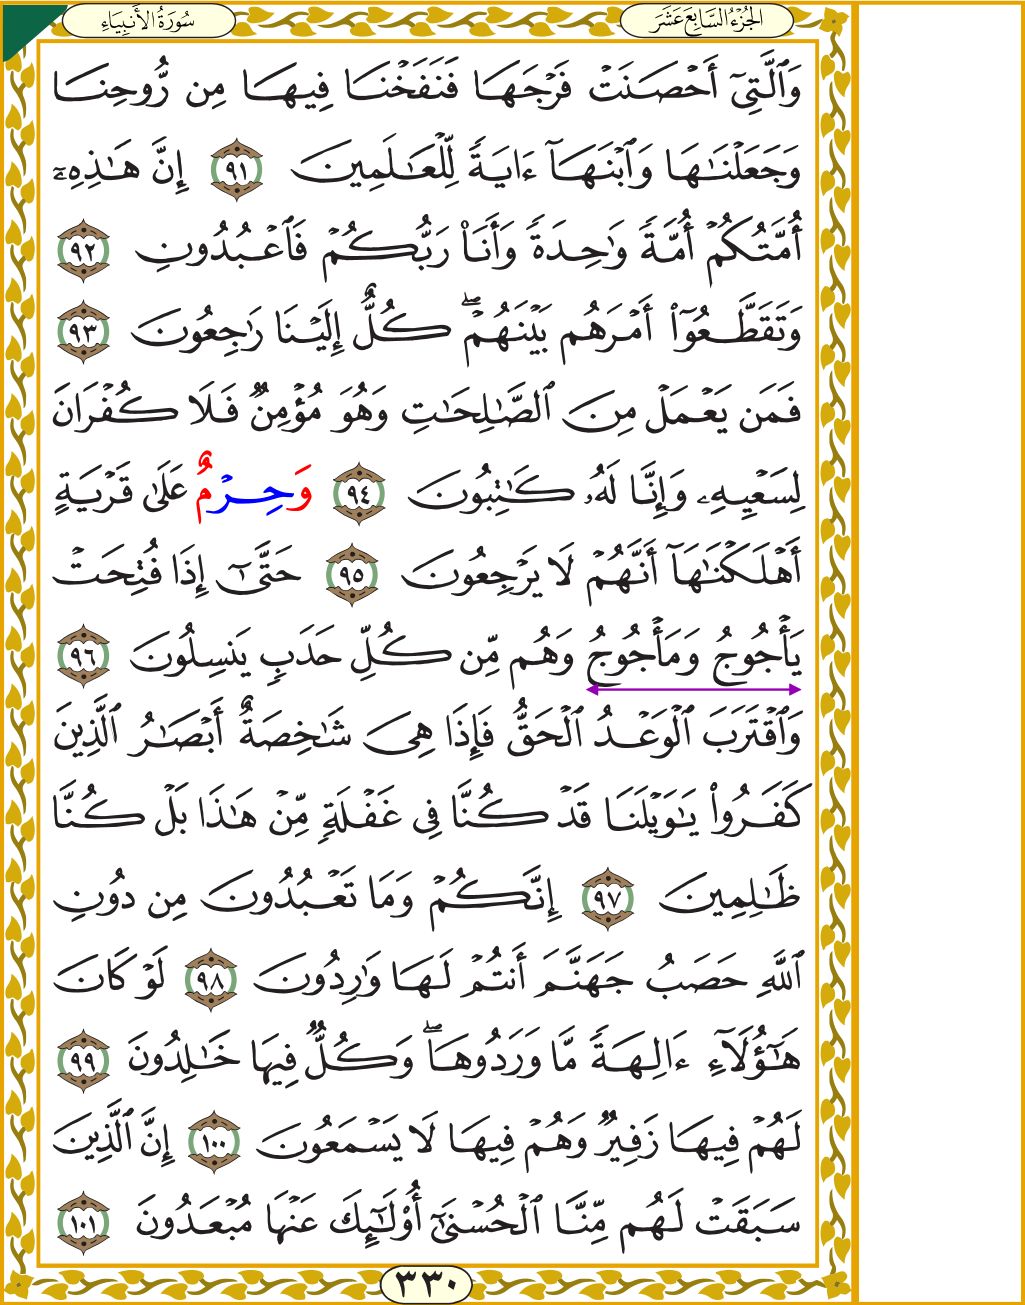 سُورَةُ الأَنبِيَاءِ
الجُزْءُ السَّابِعَ عَشَرَ
وَٱلَّتِىٓ أَحْصَنَتْ فَرْجَهَا فَنَفَخْنَا فِيهَا مِن رُّوحِنَا
وَجَعَلْنَٰهَا وَٱبْنَهَآ ءَايَةً لِّلْعَٰلَمِينَ ٩١ إِنَّ هَٰذِهِۦٓ
أُمَّتُكُمْ أُمَّةً وَٰحِدَةً وَأَنَا۠ رَبُّكُمْ فَٱعْبُدُونِ ٩٢
وَتَقَطَّعُوٓا۟ أَمْرَهُم بَيْنَهُمْ ۖ كُلٌّ إِلَيْنَا رَٰجِعُونَ ٩٣
فَمَن يَعْمَلْ مِنَ ٱلصَّٰلِحَٰتِ وَهُوَ مُؤْمِنٌ فَلَا كُفْرَانَ
لِسَعْيِهِۦ وَإِنَّا لَهُۥ كَٰتِبُونَ ٩٤ وَحِرْمٌ عَلَىٰ قَرْيَةٍ
أَهْلَكْنَٰهَآ أَنَّهُمْ لَا يَرْجِعُونَ ٩٥ حَتَّىٰٓ إِذَا فُتِحَتْ
يَأْجُوجُ وَمَأْجُوجُ وَهُم مِّن كُلِّ حَدَبٍ يَنسِلُونَ ٩٦
وَٱقْتَرَبَ ٱلْوَعْدُ ٱلْحَقُّ فَإِذَا هِىَ شَٰخِصَةٌ أَبْصَٰرُ ٱلَّذِينَ
كَفَرُوا۟ يَٰوَيْلَنَا قَدْ كُنَّا فِى غَفْلَةٍ مِّنْ هَٰذَا بَلْ كُنَّا
ظَٰلِمِينَ ٩٧ إِنَّكُمْ وَمَا تَعْبُدُونَ مِن دُونِ
ٱللَّهِ حَصَبُ جَهَنَّمَ أَنتُمْ لَهَا وَٰرِدُونَ ٩٨ لَوْ كَانَ
هَٰٓؤُلَآءِ ءَالِهَةً مَّا وَرَدُوهَا ۖ وَكُلٌّ فِيهَا خَٰلِدُونَ ٩٩
لَهُمْ فِيهَا زَفِيرٌ وَهُمْ فِيهَا لَا يَسْمَعُونَ ١٠٠ إِنَّ ٱلَّذِينَ
سَبَقَتْ لَهُم مِّنَّا ٱلْحُسْنَىٰٓ أُو۟لَٰٓئِكَ عَنْهَا مُبْعَدُونَ ١٠١
٣٣٠